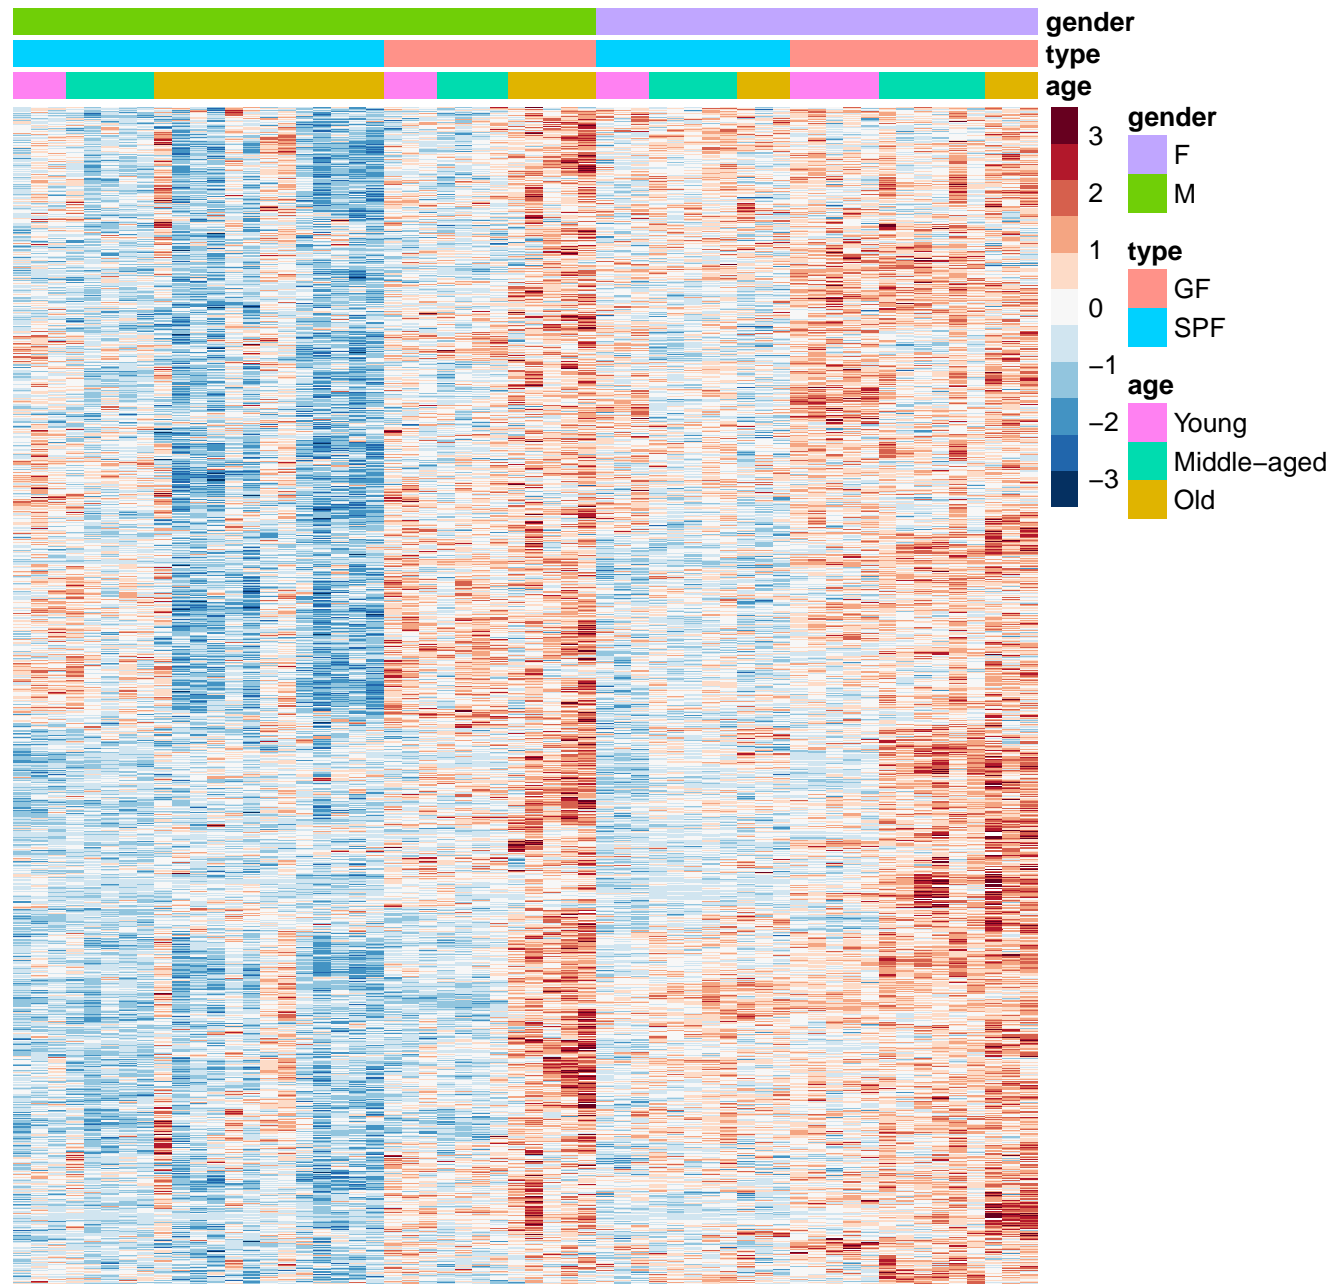 gender
type
age
3
2
1
0
−1
−2
−3
gender
F
M
type
GF
SPF
age
Young
Middle−aged
Old